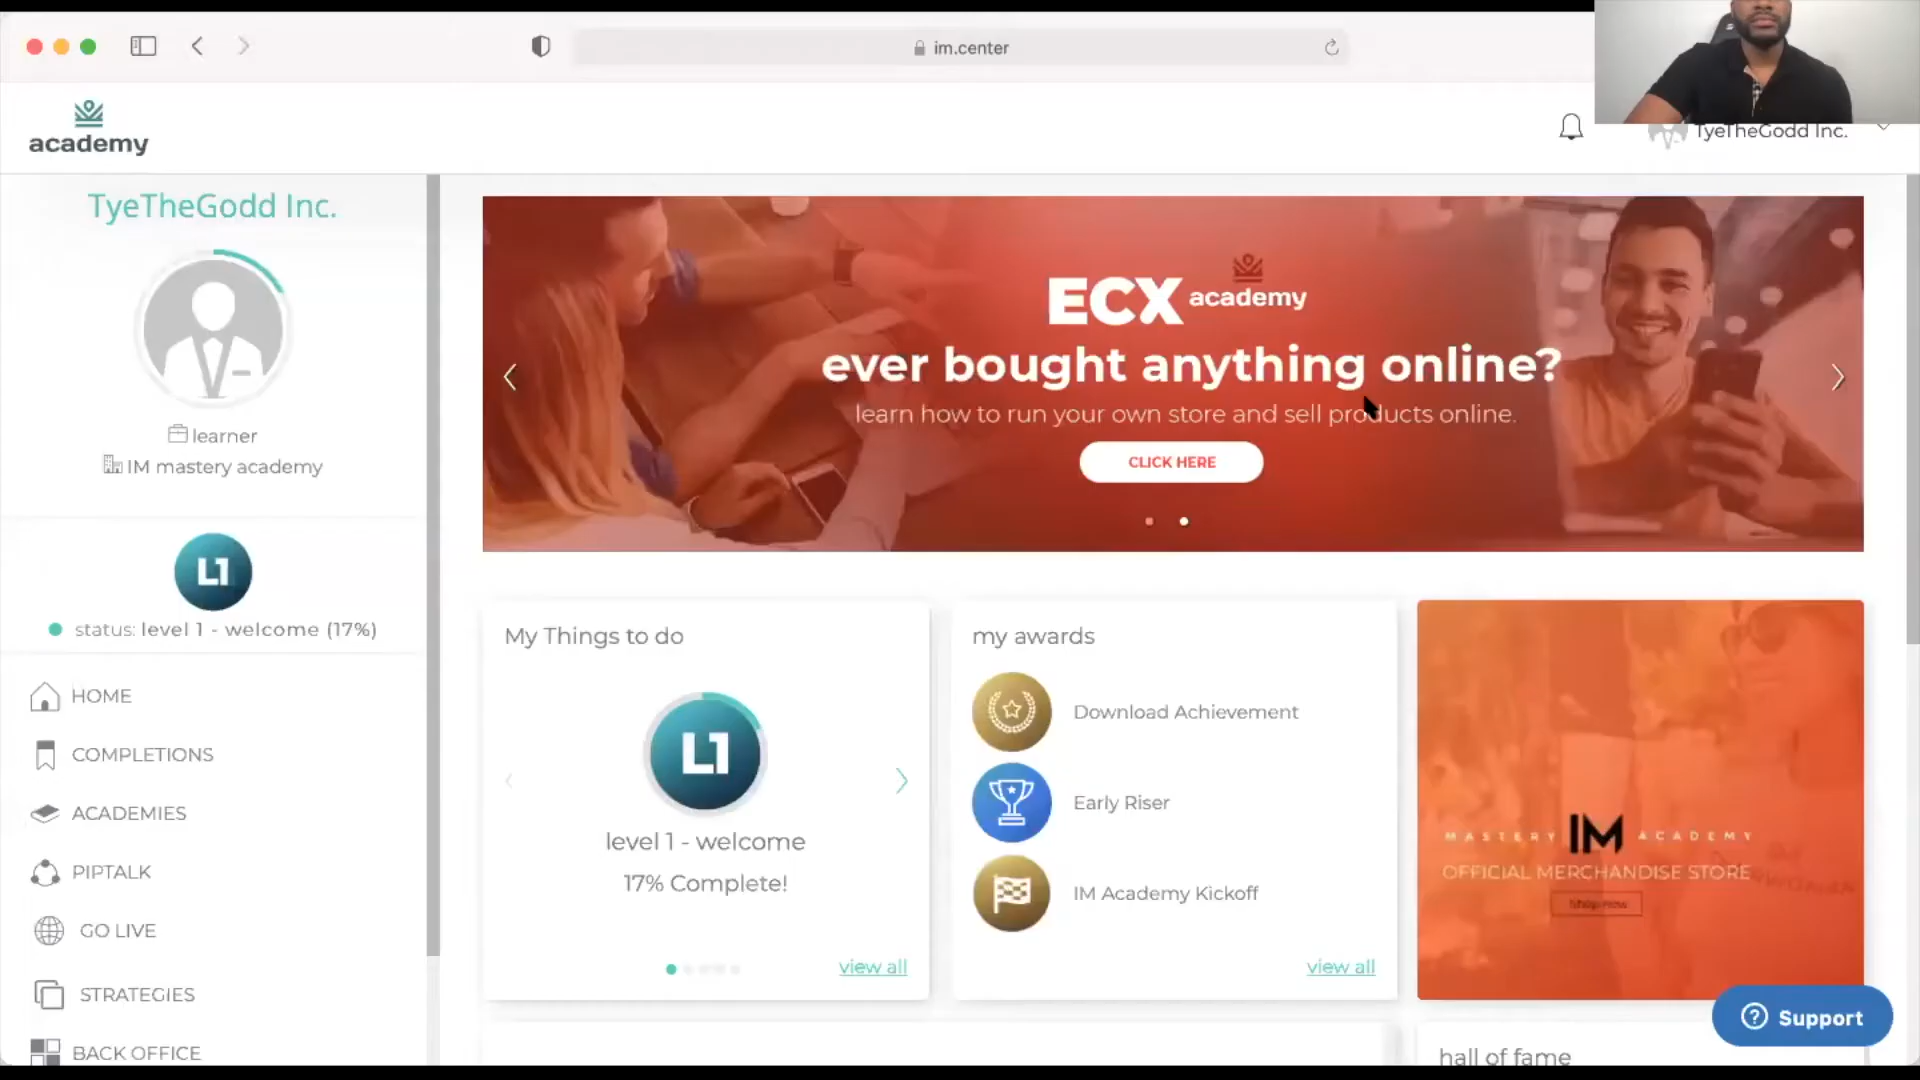 im.center
academy
TyeTheGodd Inc.
TyeTheGodd Inc.
learner
IM mastery academy
L1
status: level 1 - welcome (17%)
HOME
COMPLETIONS
ACADEMIES
PIPTALK
GO LIVE
STRATEGIES
BACK OFFICE
ECX academy
ever bought anything online?
learn how to run your own store and sell products online.
CLICK HERE
My Things to do
L1
level 1 - welcome
17% Complete!
view all
my awards
Download Achievement
Early Riser
IM Academy Kickoff
view all
MASTERY IM ACADEMY
OFFICIAL MERCHANDISE STORE
Shop now
hall of fame
Support